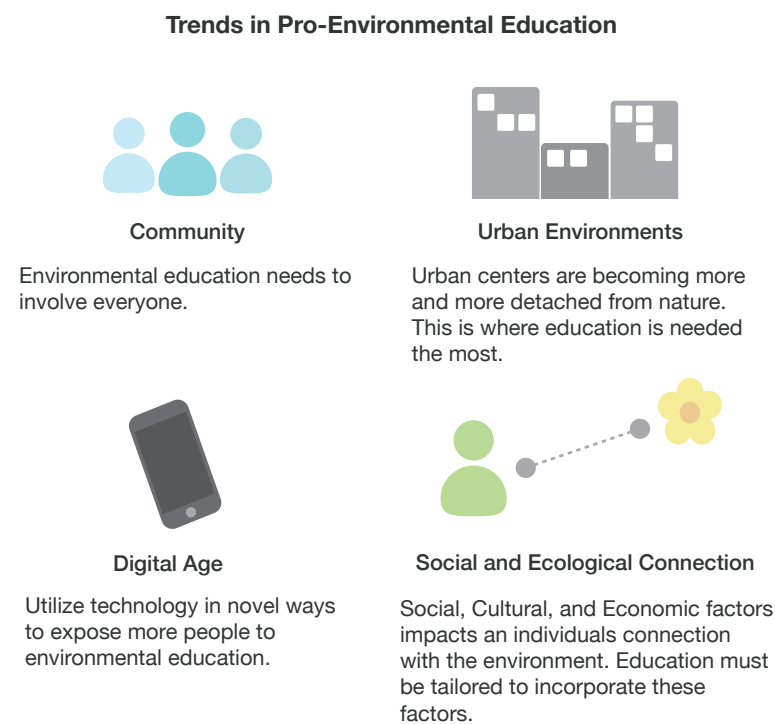 Trends in Pro-Environmental Education
Community
Environmental education needs to
involve everyone.
Urban Environments
Urban centers are becoming more
and more detached from nature.
This is where education is needed
the most.
Digital Age
Utilize technology in novel ways
to expose more people to
environmental education.
Social and Ecological Connection
Social, Cultural, and Economic factors
impacts an individuals connection
with the environment. Education must
be tailored to incorporate these
factors.